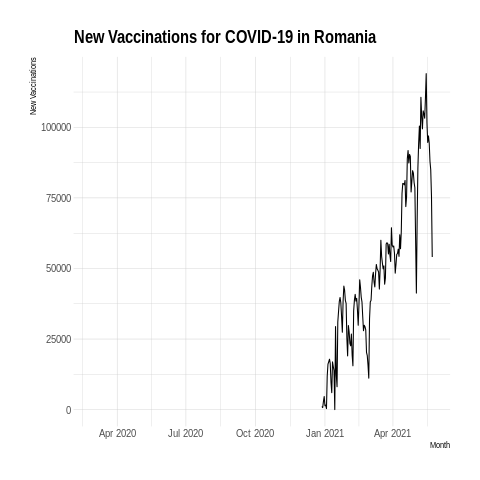 New Vaccinations for COVID-19 in Romania
New Vaccinations
100000
75000
50000
25000
0
Apr 2020 Jul 2020 Oct 2020 Jan 2021 Apr 2021
Month